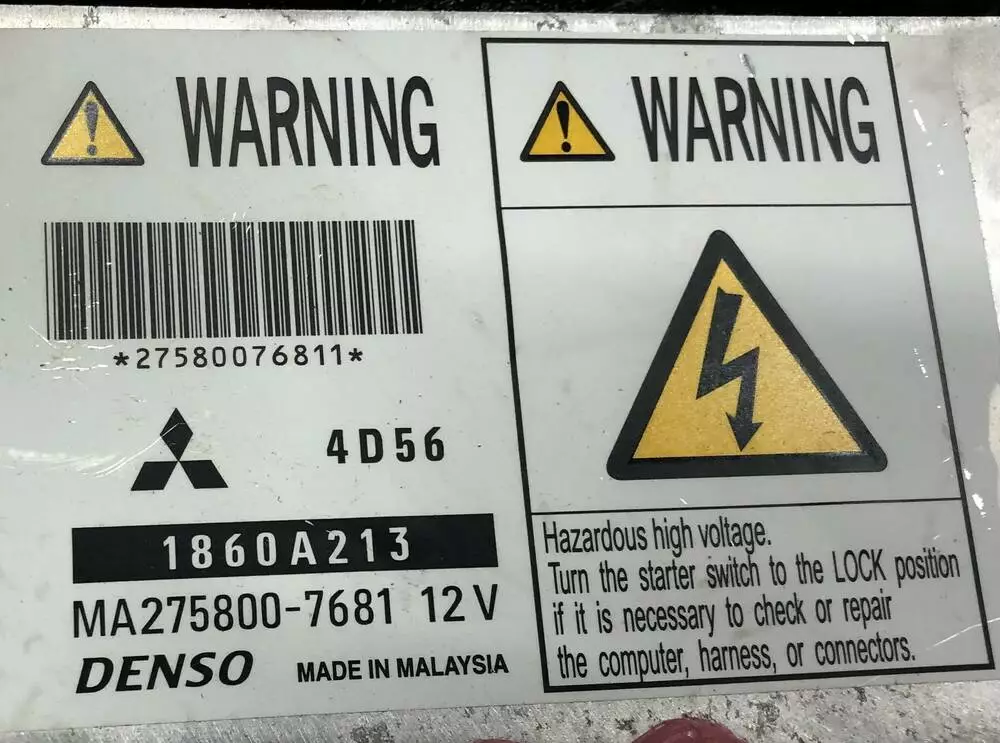 WARNING
*27580076811*
4D56
1860A213
MA275800-7681 12V
DENSO MADE IN MALAYSIA
WARNING
Hazardous high voltage.
Turn the starter switch to the LOCK position
if it is necessary to check or repair
the computer, harness, or connectors.